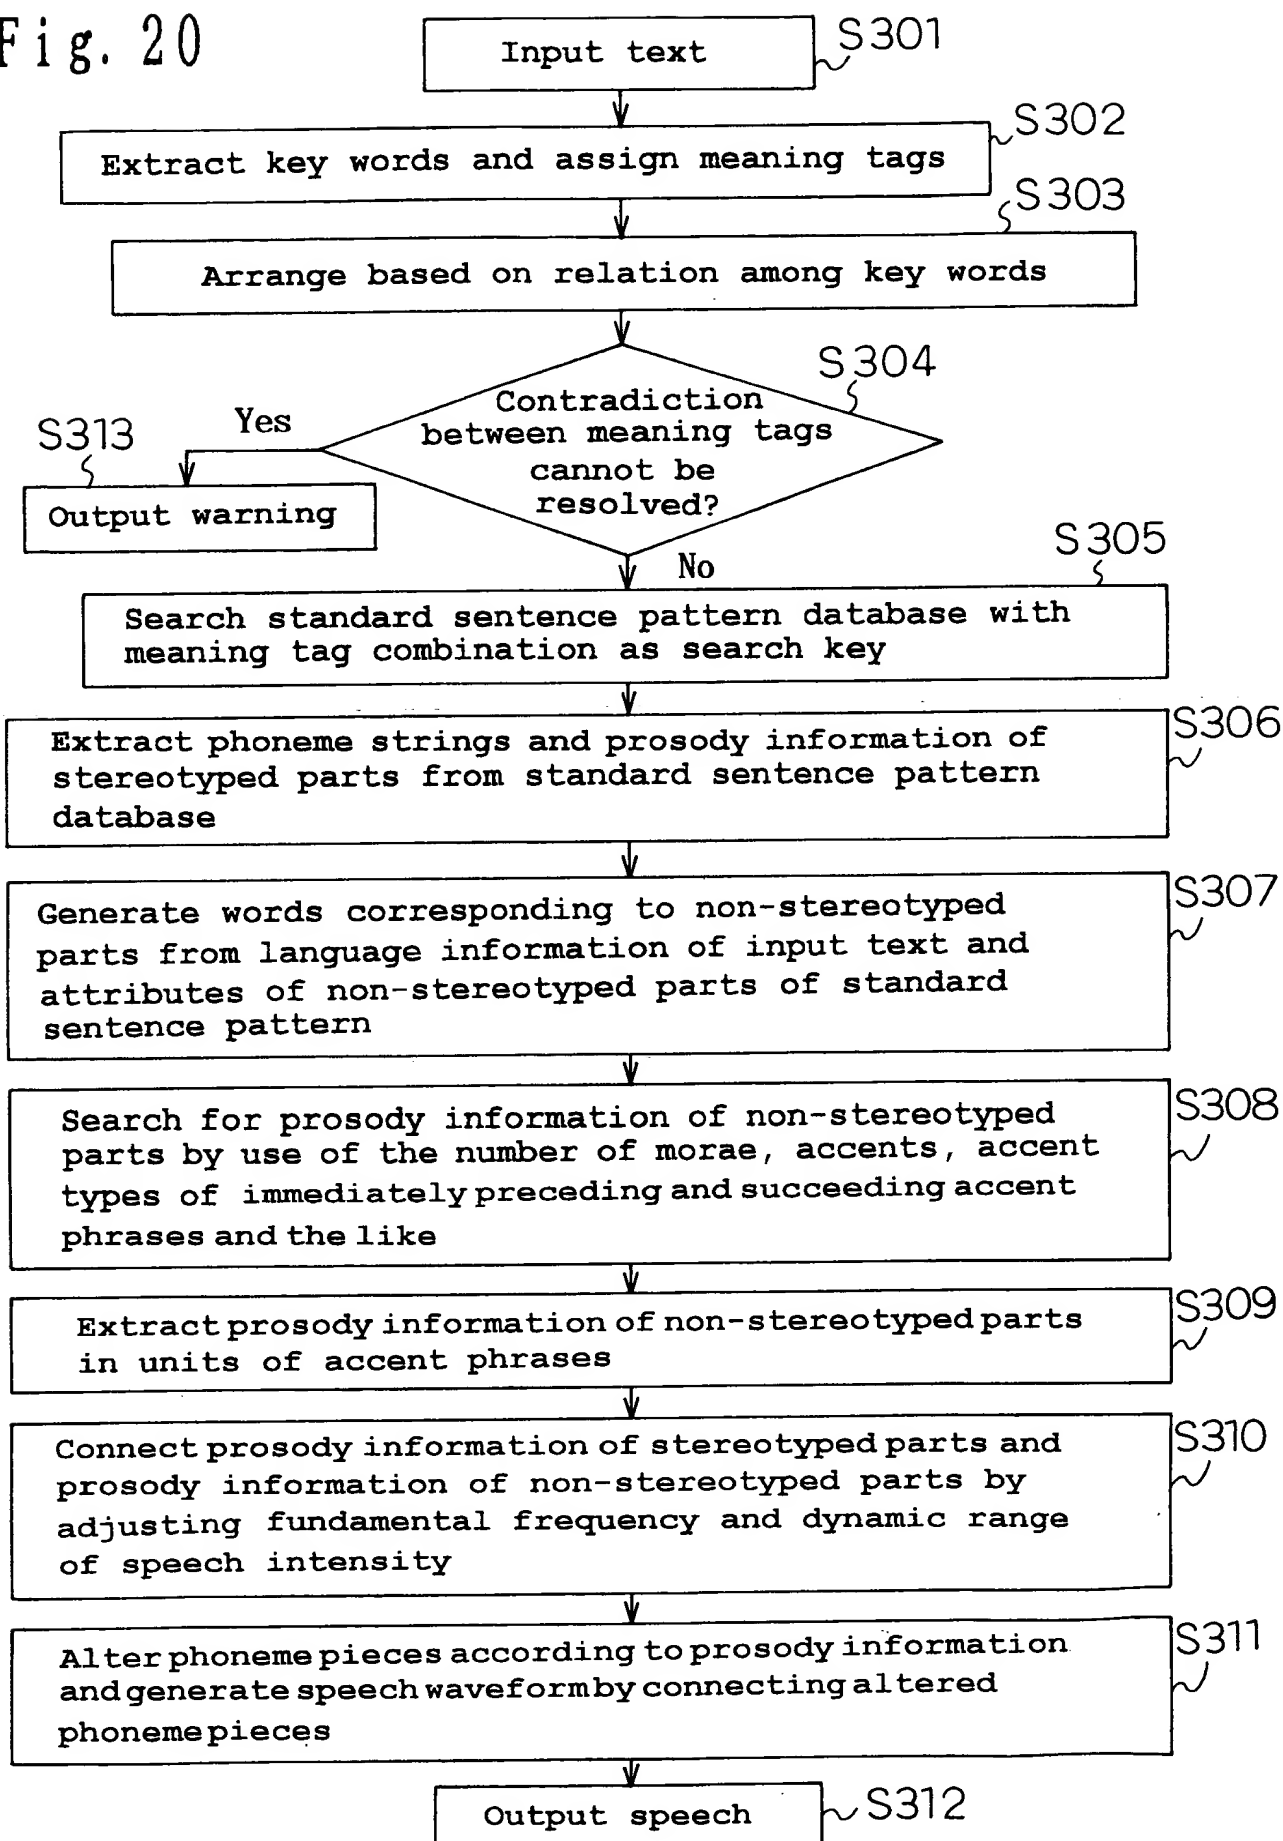 Fig. 20
Input text
S301
S302
Extract key words and assign meaning tags
S303
Arrange based on relation among key words
S304
Contradiction
between meaning tags
cannot be
resolved?
Yes
S313
Output warning
No
S305
Search standard sentence pattern database with
meaning tag combination as search key
S306
Extract phoneme strings and prosody information of
stereotyped parts from standard sentence pattern
database
S307
Generate words corresponding to non-stereotyped
parts from language information of input text and
attributes of non-stereotyped parts of standard
sentence pattern
S308
Search for prosody information of non-stereotyped
parts by use of the number of morae, accents, accent
types of immediately preceding and succeeding accent
phrases and the like
S309
Extract prosody information of non-stereotyped parts
in units of accent phrases
S310
Connect prosody information of stereotyped parts and
prosody information of non-stereotyped parts by
adjusting fundamental frequency and dynamic range
of speech intensity
S311
Alter phoneme pieces according to prosody information
and generate speech waveform by connecting altered
phoneme pieces
Output speech
S312